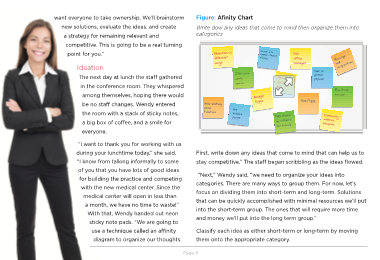 want everyone to take ownership. We'll brainstorm
new solutions, evaluate the ideas, and create
a strategy for remaining relevant and
competitive. This is going to be a real turning
point for you."
Ideation
The next day at lunch the staff gathered
in the conference room. They whispered
among themselves, hoping there would
be no staff changes. Wendy entered
the room with a stack of sticky notes,
a big box of coffee, and a smile for
everyone.
"I want to thank you for working with us
during your lunchtime today," she said.
"I know from talking informally to some
of you that you have lots of good ideas
for building the practice and competing
with the new medical center. Since the
medical center will open in less than
a month, we have no time to waste!"
With that, Wendy handed out neon
sticky note pads. "We are going to
use a technique called an affinity
diagram to organize our thoughts.
Figure: Afinity Chart
Write dow any ideas that come to mind then organize them into
catagories
First, write down any ideas that come to mind that can help us to
stay competitive." The staff began scribbling as the ideas flowed.
"Next," Wendy said, "we need to organize your ideas into
categories. There are many ways to group them. For now, let's
focus on dividing them into short-term and long-term. Solutions
that can be quickly accomplished with minimal resources we'll put
into the short-term group. The ones that will require more time
and money we'll put into the long term group."
Classify each idea as either short-term or long-term by moving
them onto the appropriate category.